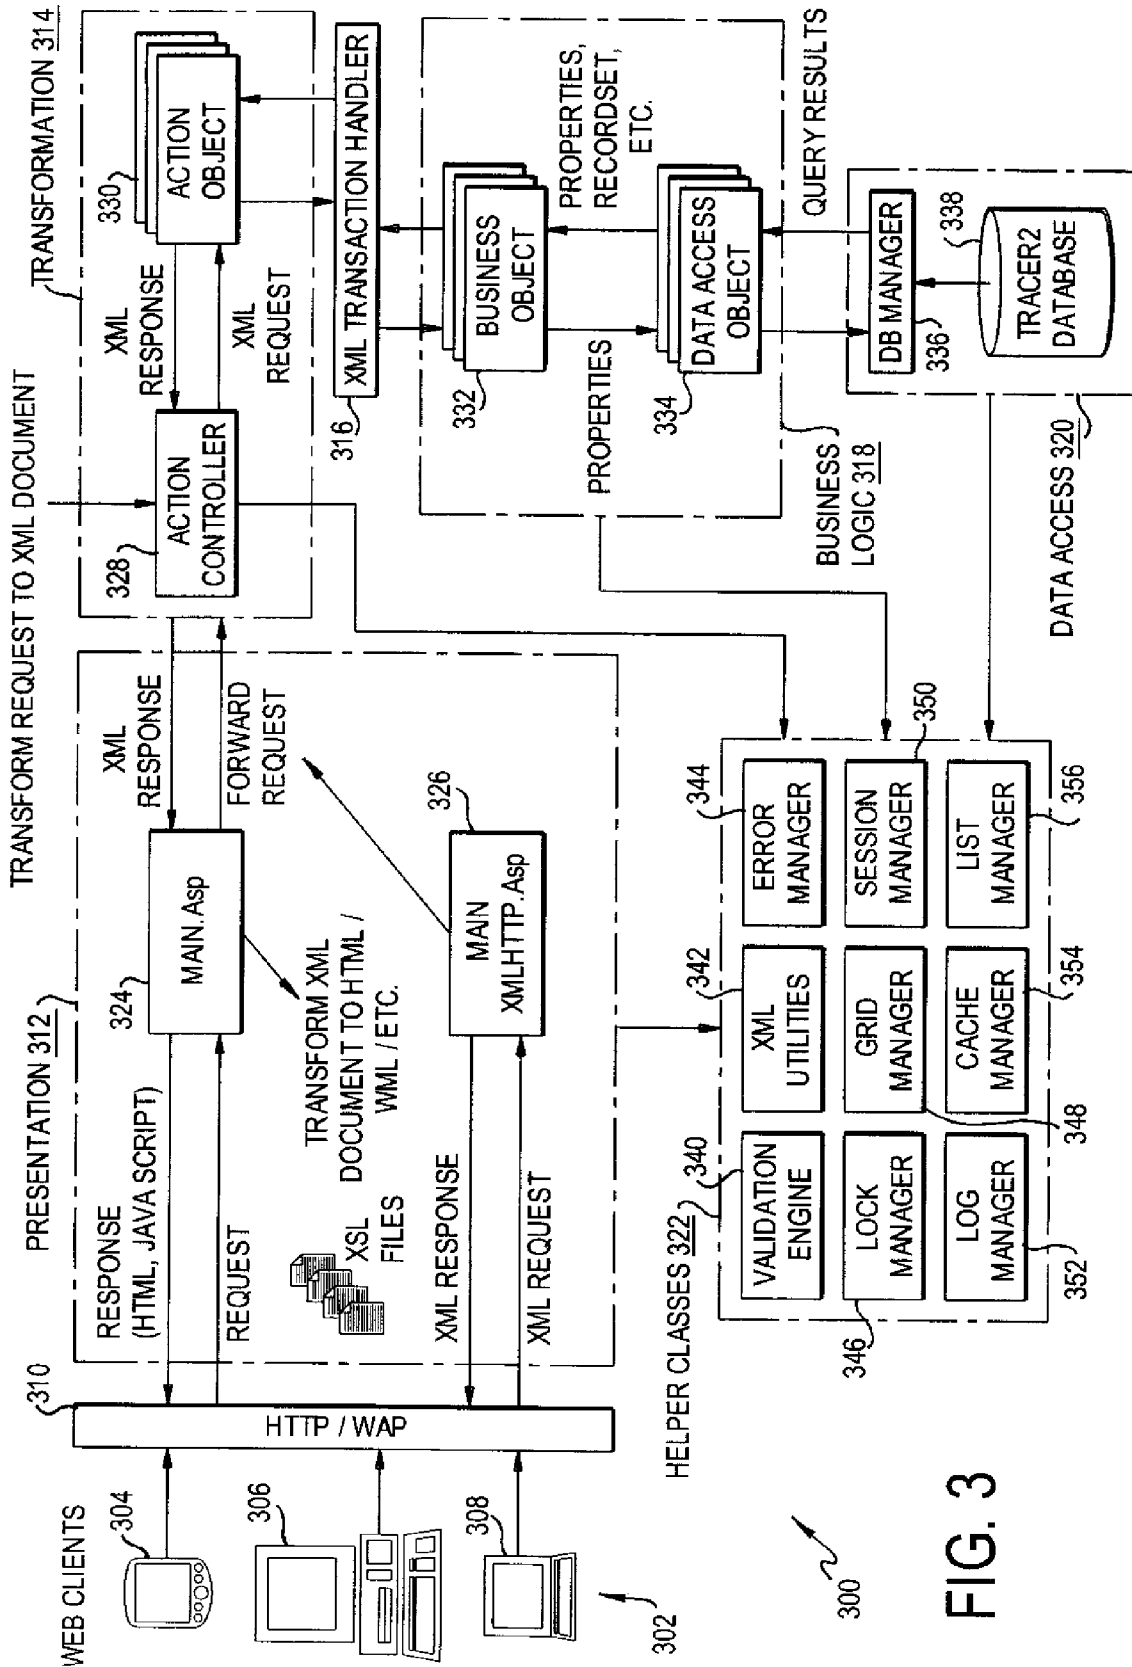 TRANSFORM REQUEST TO XML DOCUMENT
WEB CLIENTS
304
306
308
302
310
HTTP / WAP
PRESENTATION 312
RESPONSE
(HTML, JAVA SCRIPT)
REQUEST
324
MAIN.Asp
XML
RESPONSE
FORWARD
REQUEST
XSL
FILES
TRANSFORM XML
DOCUMENT TO HTML /
WML / ETC.
XML RESPONSE
XML REQUEST
MAIN
XMLHTTP.Asp
326
TRANSFORMATION 314
328
ACTION
CONTROLLER
XML
RESPONSE
XML
REQUEST
330
ACTION
OBJECT
316
XML TRANSACTION HANDLER
332
BUSINESS
OBJECT
PROPERTIES
PROPERTIES,
RECORDSET,
ETC.
334
DATA ACCESS
OBJECT
BUSINESS
LOGIC 318
QUERY RESULTS
DB MANAGER
336
338
TRACER2
DATABASE
DATA ACCESS 320
HELPER CLASSES 322
340
VALIDATION
ENGINE
342
XML
UTILITIES
344
ERROR
MANAGER
346
LOCK
MANAGER
GRID
MANAGER
348
SESSION
MANAGER
350
LOG
MANAGER
352
CACHE
MANAGER
354
LIST
MANAGER
356
300
FIG. 3